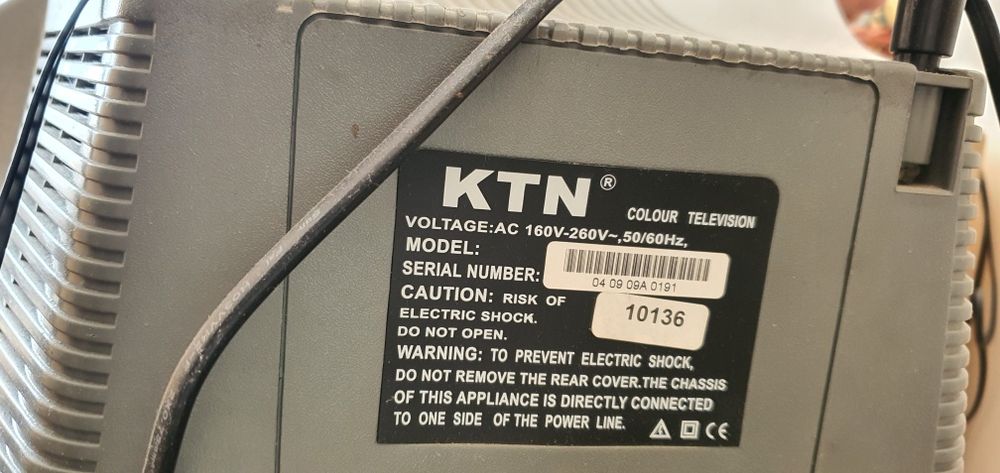 KTN®
COLOUR TELEVISION
VOLTAGE:AC 160V-260V~,50/60Hz,
MODEL:
SERIAL NUMBER:
04 09 09A 0191
CAUTION: RISK OF
ELECTRIC SHOCK.
DO NOT OPEN.
10136
WARNING: TO PREVENT ELECTRIC SHOCK,
DO NOT REMOVE THE REAR COVER.THE CHASSIS
OF THIS APPLIANCE IS DIRECTLY CONNECTED
TO ONE SIDE OF THE POWER LINE.
CE